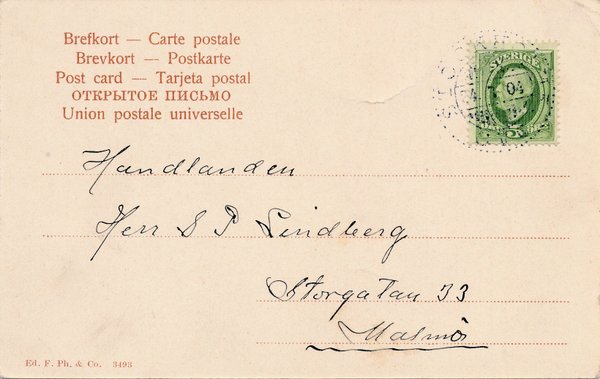 Brefkort — Carte postale
Brevkort — Postkarte
Post card — Tarjeta postal
ОТКРЫТОЕ ПИСЬМО
Union postale universelle
SVERIGE
04
Handlanden
Herr S P Lindberg
Storgatan 33
Malmö
Ed. F. Ph. & Co. 3493